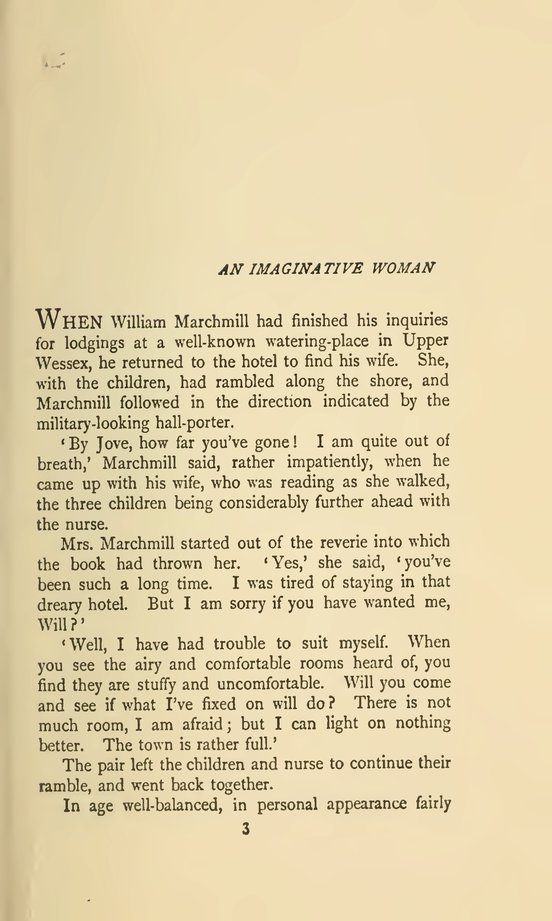 AN IMAGINATIVE WOMAN
WHEN William Marchmill had finished his inquiries
for lodgings at a well-known watering-place in Upper
Wessex, he returned to the hotel to find his wife. She,
with the children, had rambled along the shore, and
Marchmill followed in the direction indicated by the
military-looking hall-porter.
‘By Jove, how far you've gone! I am quite out of
breath,’ Marchmill said, rather impatiently, when he
came up with his wife, who was reading as she walked,
the three children being considerably further ahead with
the nurse.
Mrs. Marchmill started out of the reverie into which
the book had thrown her. ‘Yes,’ she said, ‘you've
been such a long time. I was tired of staying in that
dreary hotel. But I am sorry if you have wanted me,
Will?’
‘Well, I have had trouble to suit myself. When
you see the airy and comfortable rooms heard of, you
find they are stuffy and uncomfortable. Will you come
and see if what I've fixed on will do? There is not
much room, I am afraid; but I can light on nothing
better. The town is rather full.’
The pair left the children and nurse to continue their
ramble, and went back together.
In age well-balanced, in personal appearance fairly
3